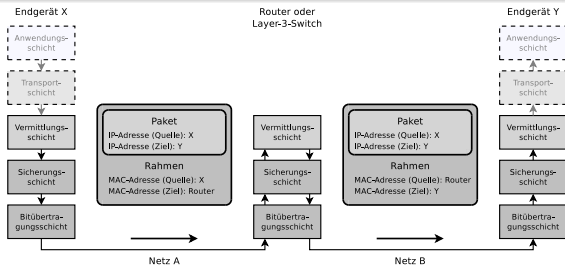 Endgerät X
Anwendungs-
schicht
Transport-
schicht
Vermittlungs-
schicht
Sicherungs-
schicht
Bitübertra-
gungsschicht
Paket
IP-Adresse (Quelle): X
IP-Adresse (Ziel): Y
Rahmen
MAC-Adresse (Quelle): X
MAC-Adresse (Ziel): Router
Netz A
Router oder
Layer-3-Switch
Vermittlungs-
schicht
Sicherungs-
schicht
Bitübertra-
gungsschicht
Paket
IP-Adresse (Quelle): X
IP-Adresse (Ziel): Y
Rahmen
MAC-Adresse (Quelle): Router
MAC-Adresse (Ziel): Y
Netz B
Endgerät Y
Anwendungs-
schicht
Transport-
schicht
Vermittlungs-
schicht
Sicherungs-
schicht
Bitübertra-
gungsschicht